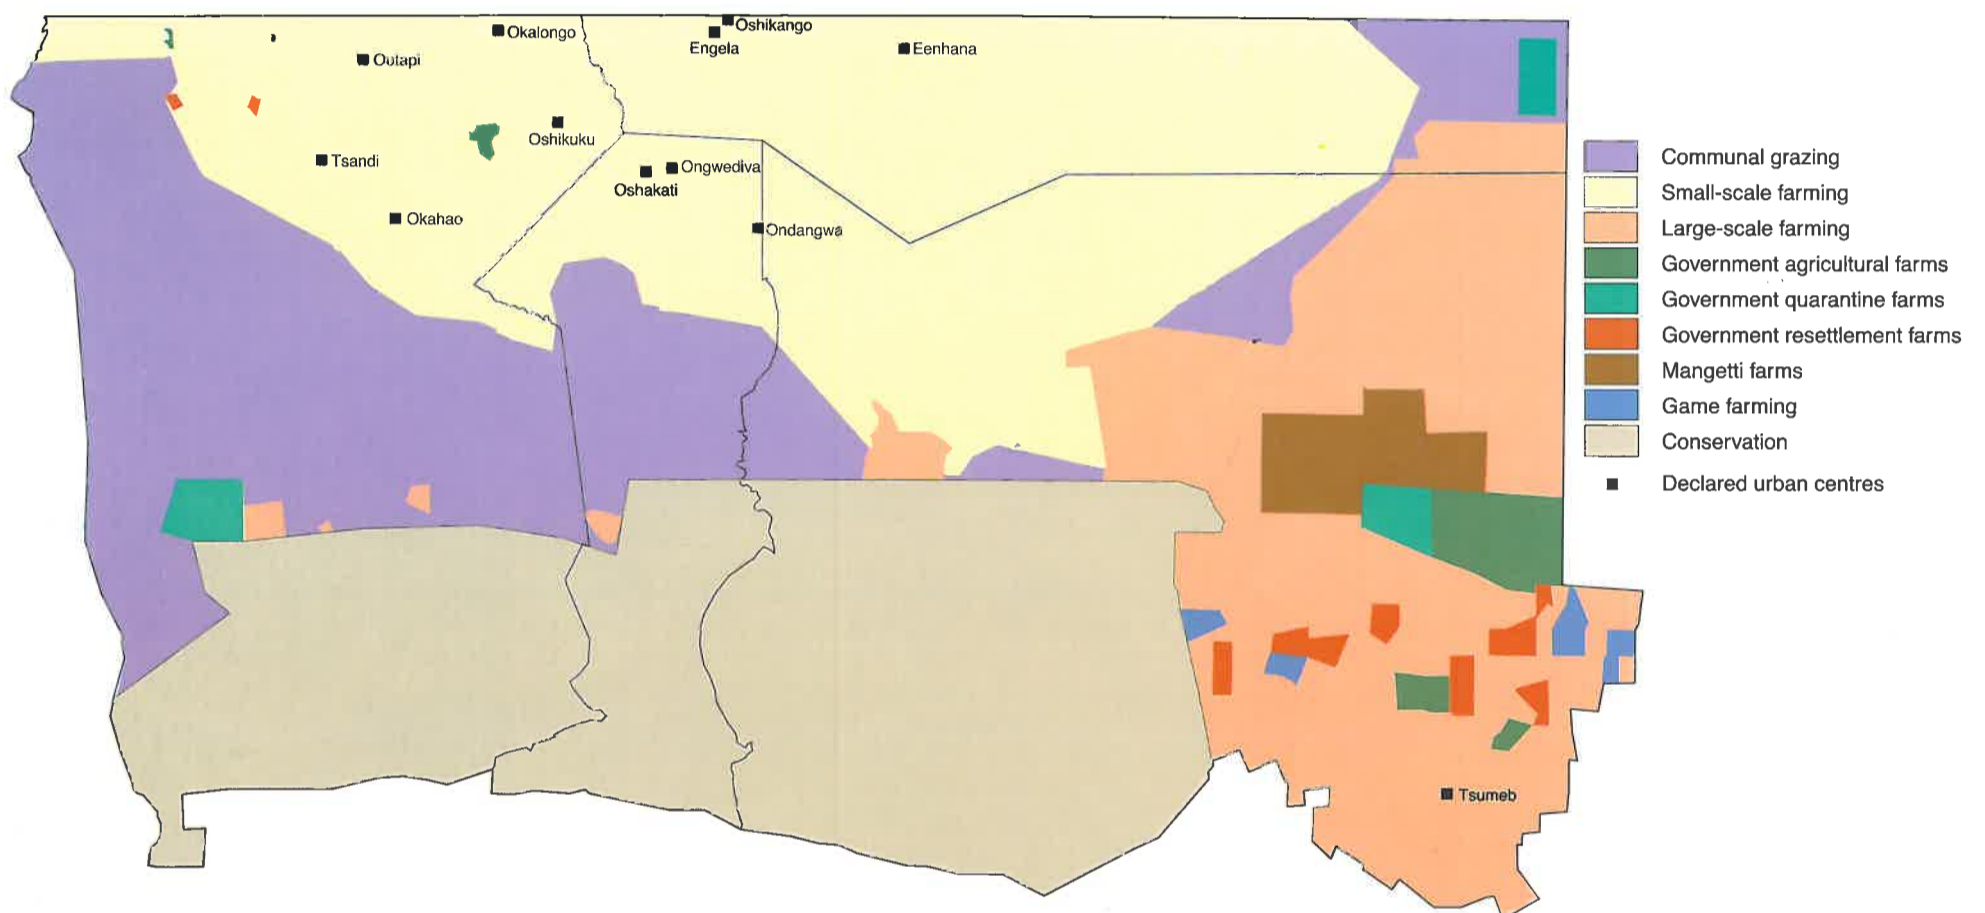 Oshikango
Okalongo
Engela
Eenhana
Outapi
Oshikuku
Tsandi
Ongwediva
Oshakati
Okahao
Ondangwa
Tsumeb
Communal grazing
Small-scale farming
Large-scale farming
Government agricultural farms
Government quarantine farms
Government resettlement farms
Mangetti farms
Game farming
Conservation
Declared urban centres